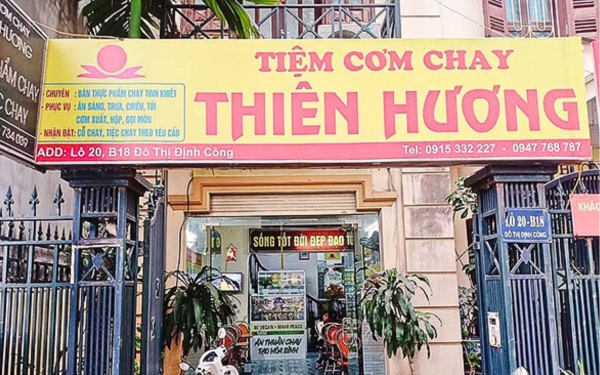 CƠM CHAY
HƯƠNG
734.039
TIỆM CƠM CHAY
THIÊN HƯƠNG
- CHUYÊN : BÁN THỰC PHẨM CHAY TINH KHIẾT
- PHỤC VỤ : ĂN SÁNG, TRƯA, CHIỀU, TỐI
CƠM XUẤT, HỘP, GỌI MÓN
- NHẬN ĐẶT: CỖ CHAY, TIỆC CHAY THEO YÊU CẦU
ADD: Lô 20, B18 Đô Thị Định Công
Tel: 0915 332 227 - 0947 768 787
LÔ 20-B18
ĐÔ THỊ ĐỊNH CÔNG
SỐNG TỐT ĐỜI ĐẸP ĐẠO
BE VEGAN - MAKE PEACE
ĂN THUẦN CHAY
TẠO HÒA BÌNH